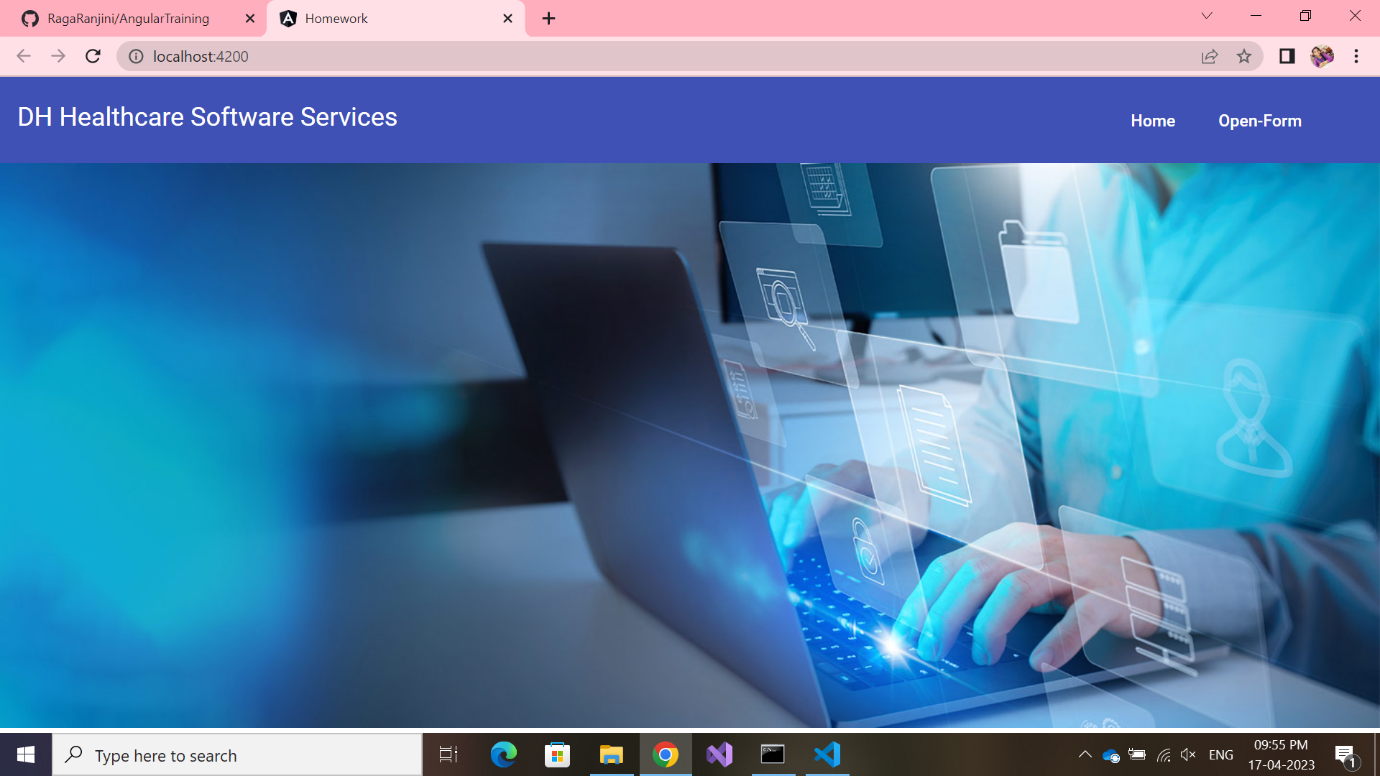 RagaRanjini/AngularTraining
Homework
localhost:4200
DH Healthcare Software Services
Home
Open-Form
Type here to search
ENG
09:55 PM
17-04-2023
1